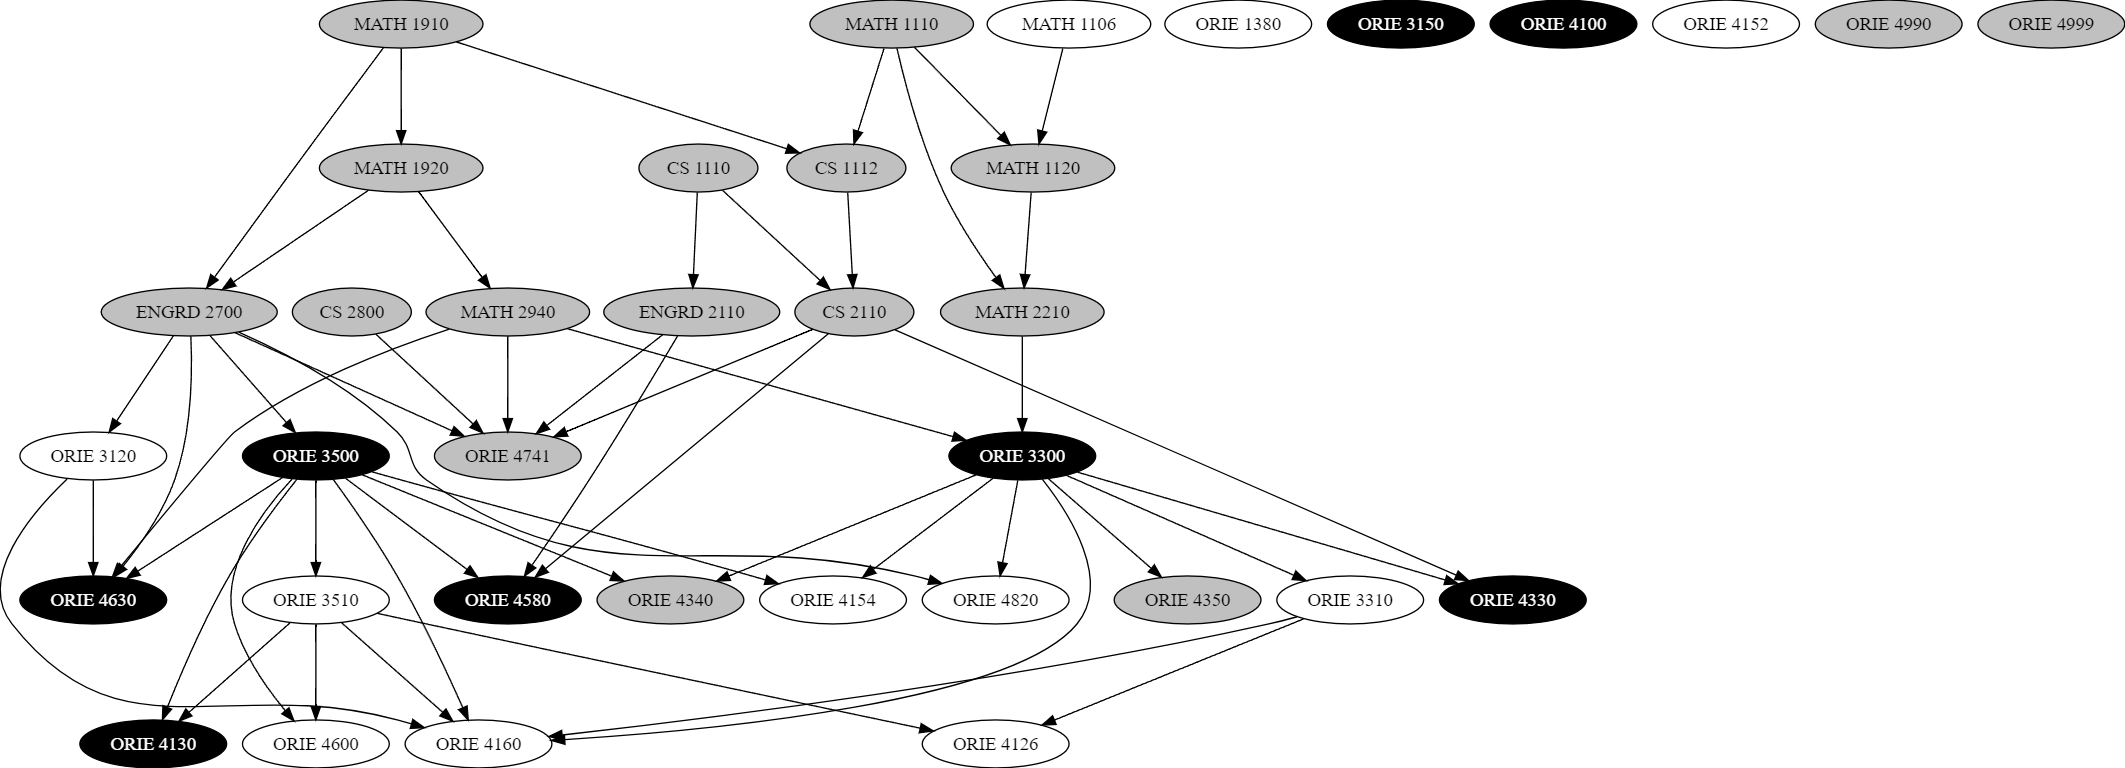 MATH 1910
MATH 1110
MATH 1106
ORIE 1380
ORIE 3150
ORIE 4100
ORIE 4152
ORIE 4990
ORIE 4999
MATH 1920
CS 1110
CS 1112
MATH 1120
ENGRD 2700
CS 2800
MATH 2940
ENGRD 2110
CS 2110
MATH 2210
ORIE 3120
ORIE 3500
ORIE 4741
ORIE 3300
ORIE 4630
ORIE 3510
ORIE 4580
ORIE 4340
ORIE 4154
ORIE 4820
ORIE 4350
ORIE 3310
ORIE 4330
ORIE 4130
ORIE 4600
ORIE 4160
ORIE 4126